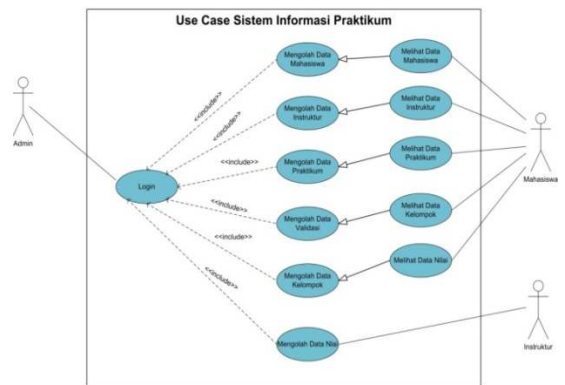 Use Case Sistem Informasi Praktikum
Mengolah Data
Mahasiswa
Melihat Data
Mahasiswa
<<include>>
Mengolah Data
Instruktur
Melihat Data
Instruktur
<<include>>
Admin
Mengolah Data
Praktikum
Melihat Data
Praktikum
<<include>>
Mahasiswa
Login
Mengolah Data
Validasi
Melihat Data
Kelompok
<<include>>
Mengolah Data
Kelompok
Melihat Data Nilai
<<include>>
<<include>>
Mengolah Data Nilai
Instruktur